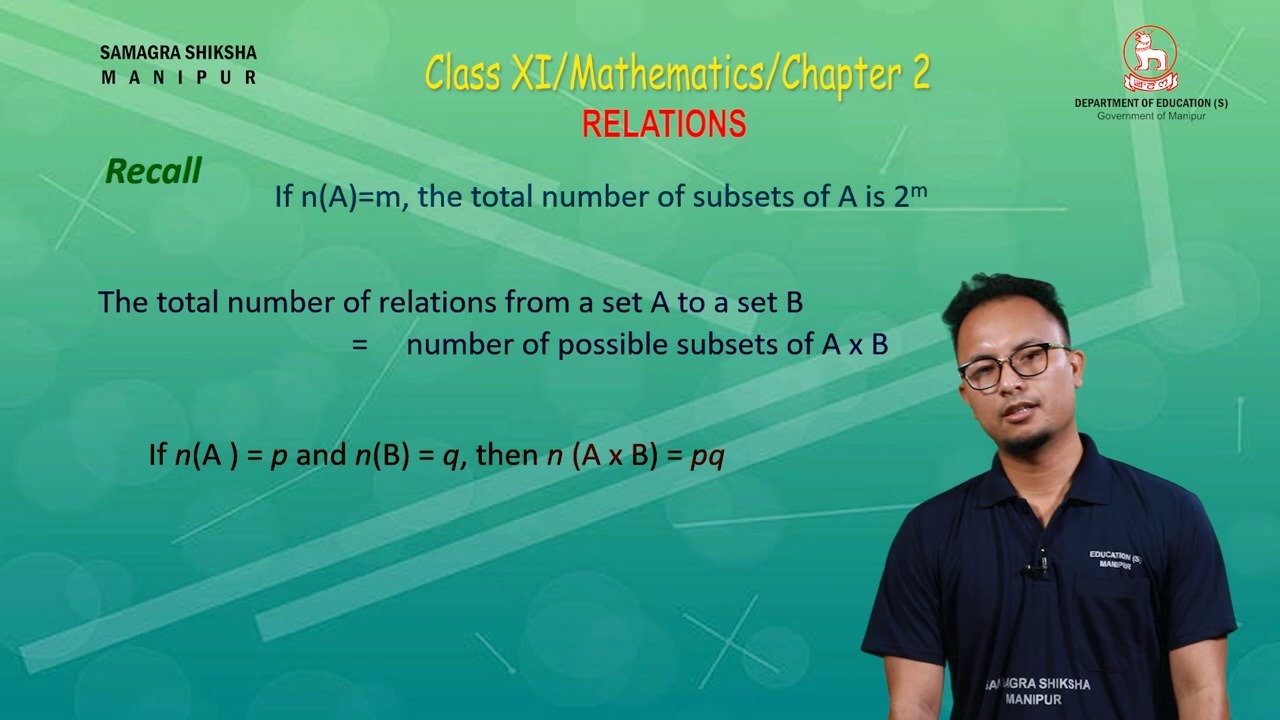 SAMAGRA SHIKSHA
MANIPUR
Class XI/Mathematics/Chapter 2
RELATIONS
DEPARTMENT OF EDUCATION (S)
Government of Manipur
Recall
If n(A)=m, the total number of subsets of A is 2ᵐ
The total number of relations from a set A to a set B
= number of possible subsets of A x B
If n(A ) = p and n(B) = q, then n (A x B) = pq
EDUCATION (S)
MANIPUR
SAMAGRA SHIKSHA
MANIPUR